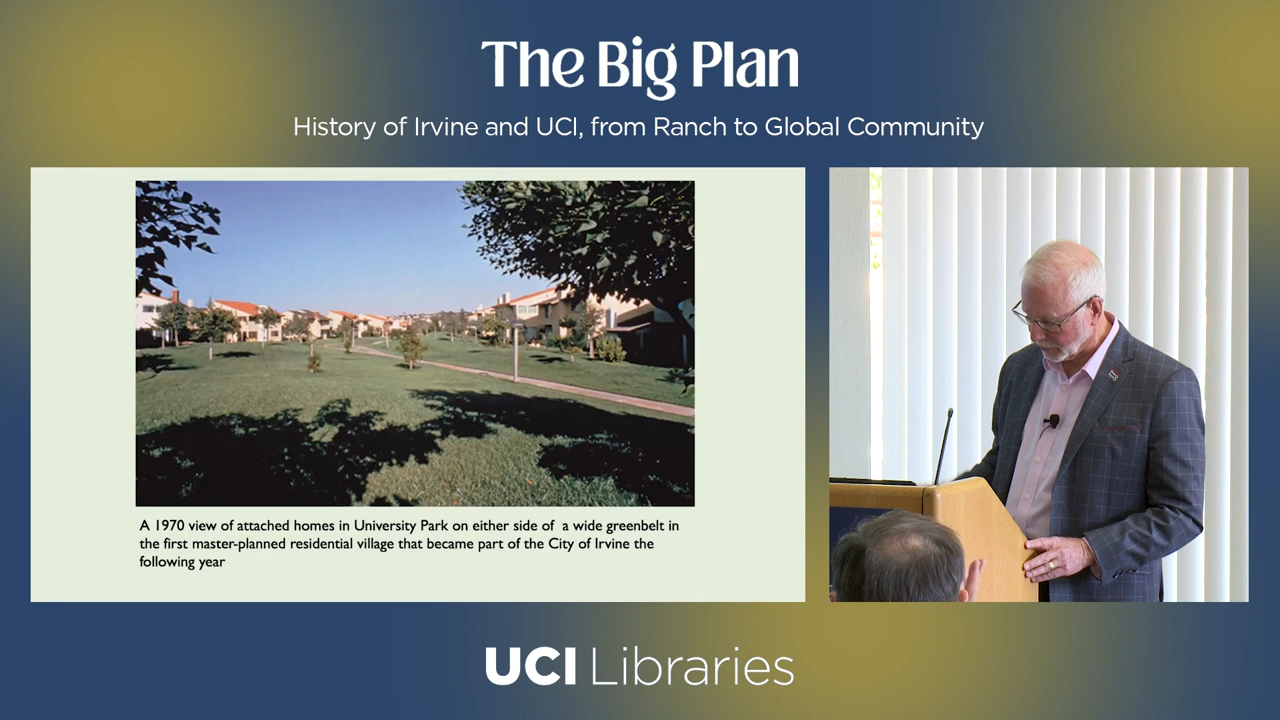 The Big Plan
History of Irvine and UCI, from Ranch to Global Community
A 1970 view of attached homes in University Park on either side of a wide greenbelt in
the first master-planned residential village that became part of the City of Irvine the
following year
UCI Libraries